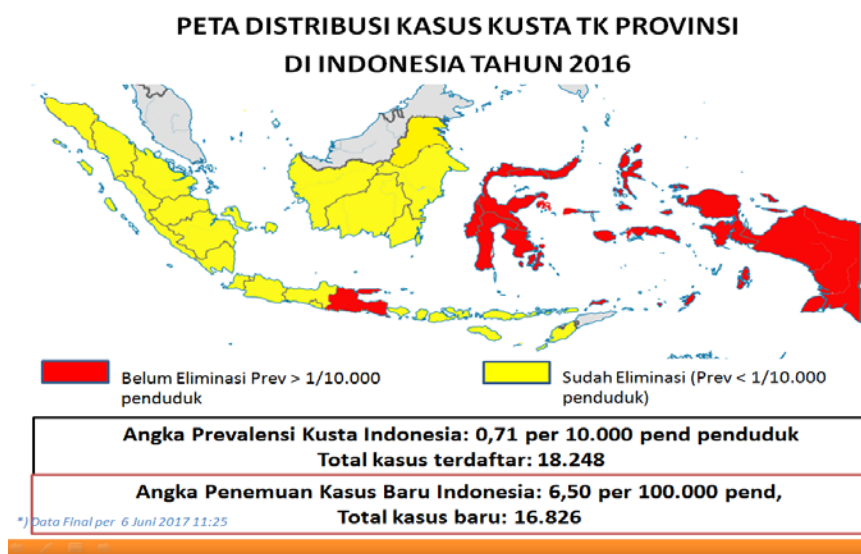 PETA DISTRIBUSI KASUS KUSTA TK PROVINSI
DI INDONESIA TAHUN 2016
Belum Eliminasi Prev > 1/10.000
penduduk
Sudah Eliminasi (Prev < 1/10.000
penduduk)
Angka Prevalensi Kusta Indonesia: 0,71 per 10.000 pend penduduk
Total kasus terdaftar: 18.248
Angka Penemuan Kasus Baru Indonesia: 6,50 per 100.000 pend,
Total kasus baru: 16.826
*) Data Final per 6 Juni 2017 11:25